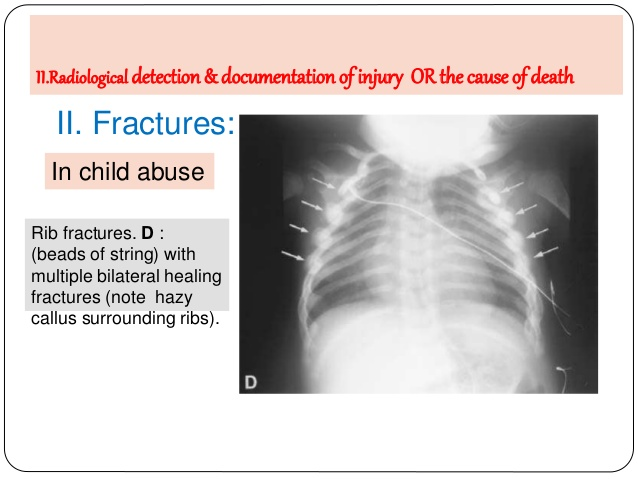 II.Radiological detection & documentation of injury OR the cause of death
II. Fractures:
In child abuse
Rib fractures. D :
(beads of string) with
multiple bilateral healing
fractures (note hazy
callus surrounding ribs).
D